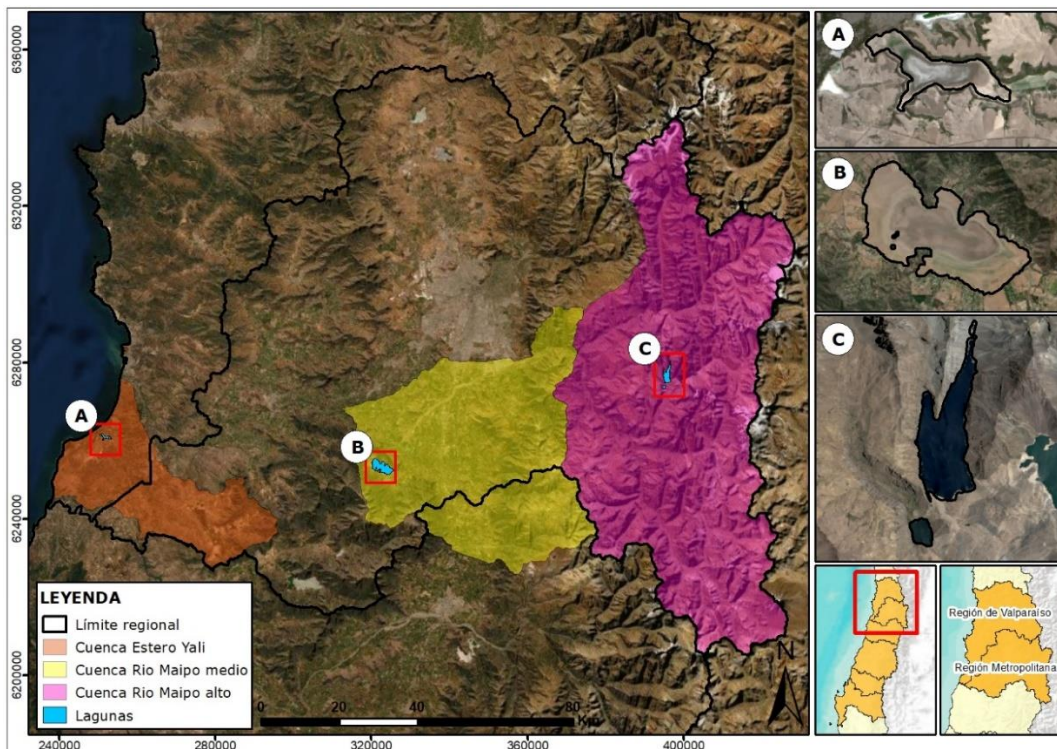 6360000
6320000
6280000
6240000
6200000
A
B
C
LEYENDA
Límite regional
Cuenca Estero Yali
Cuenca Rio Maipo medio
Cuenca Rio Maipo alto
Lagunas
0 20 40 80
Km
N
240000 280000 320000 360000 400000
A
B
C
Región de Valparaíso
Región Metropolitana